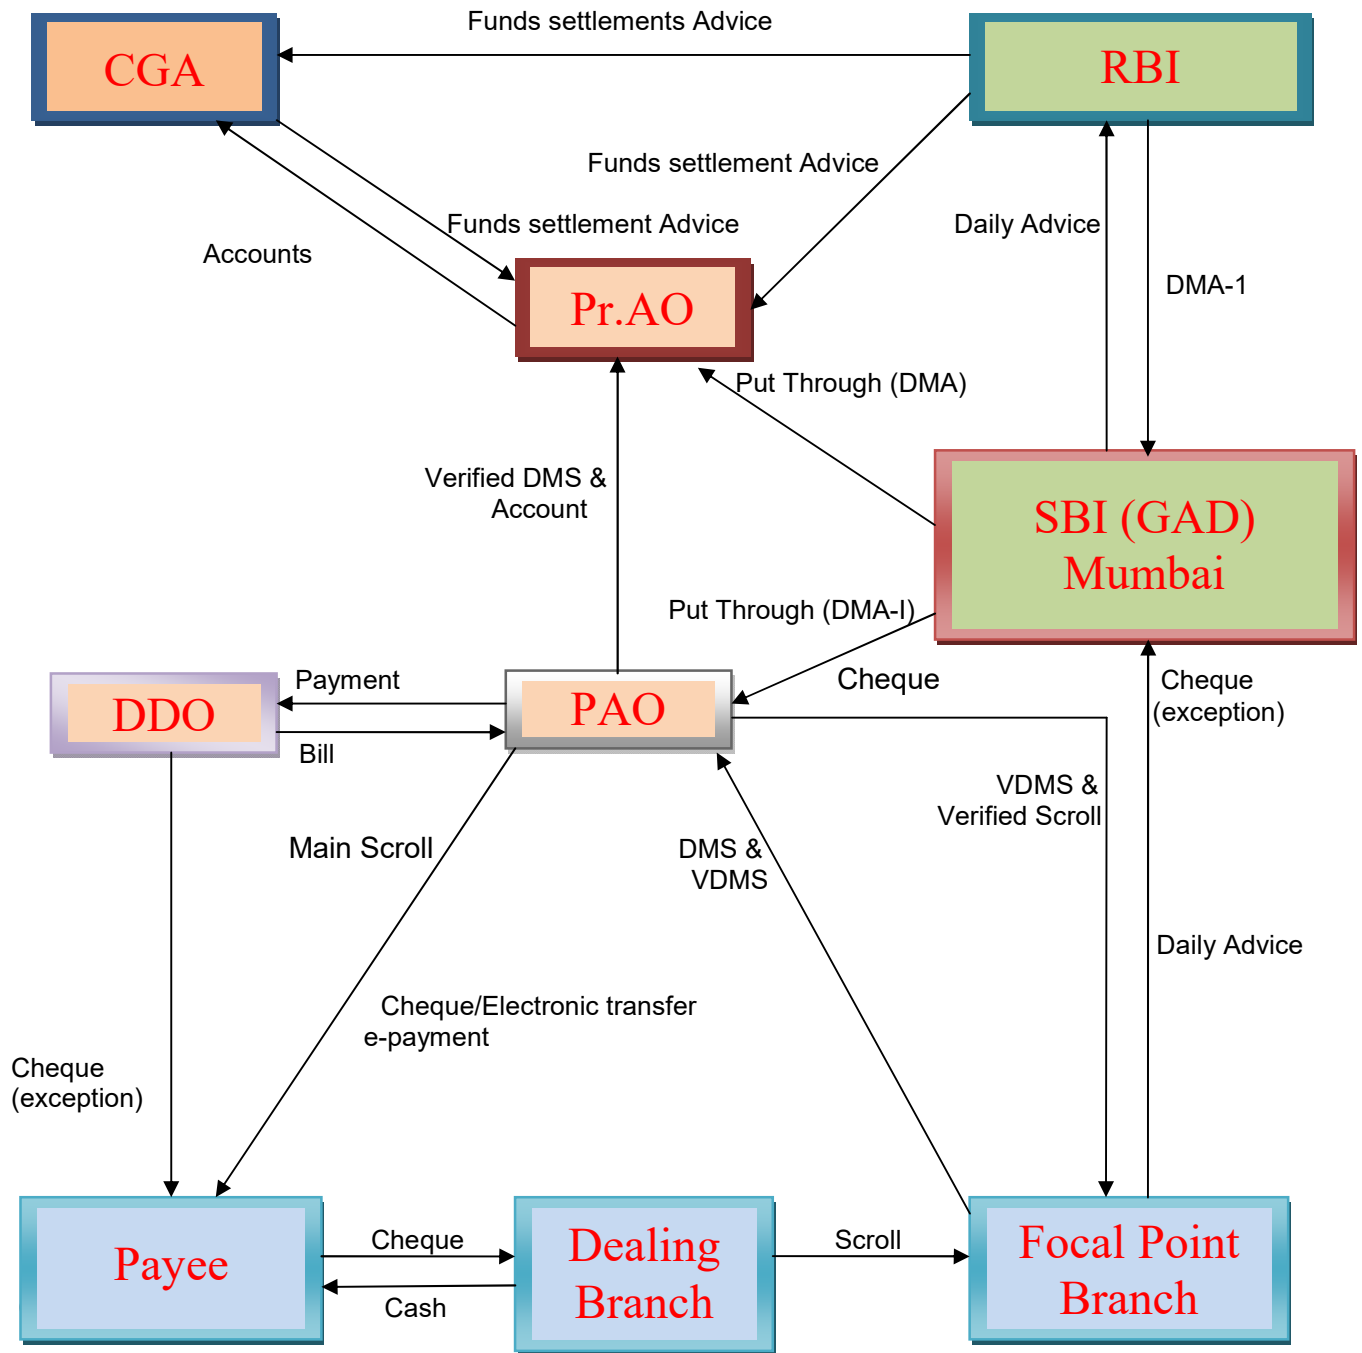 Funds settlements Advice
CGA
RBI
Funds settlement Advice
Funds settlement Advice
Daily Advice
Accounts
DMA-1
Pr.AO
Put Through (DMA)
Verified DMS &
Account
SBI (GAD)
Mumbai
Put Through (DMA-I)
Payment
Cheque
Cheque
(exception)
DDO
PAO
Bill
VDMS &
Verified Scroll
Main Scroll
DMS &
VDMS
Daily Advice
Cheque/Electronic transfer
e-payment
Cheque
(exception)
Payee
Cheque
Cash
Dealing
Branch
Scroll
Focal Point
Branch